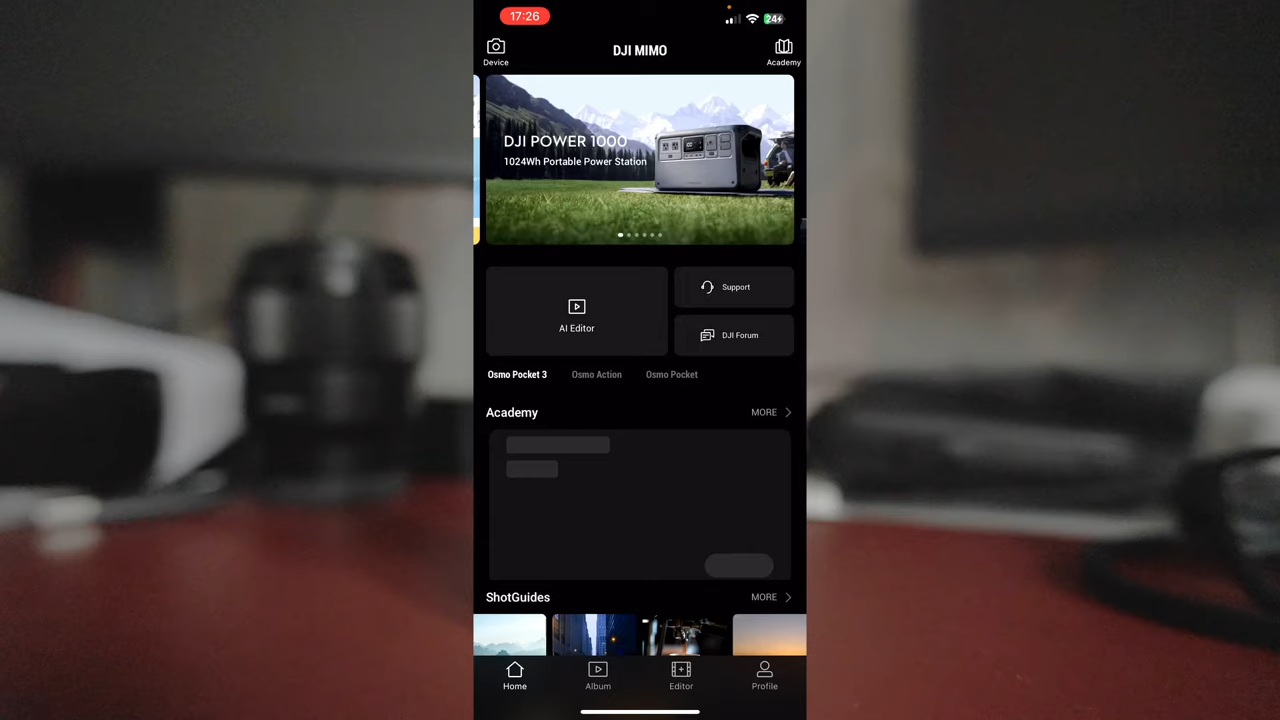 17:26
24
Device
DJI MIMO
Academy
DJI POWER 1000
1024Wh Portable Power Station
AI Editor
Support
DJI Forum
Osmo Pocket 3
Osmo Action
Osmo Pocket
Academy
MORE
ShotGuides
MORE
Home
Album
Editor
Profile